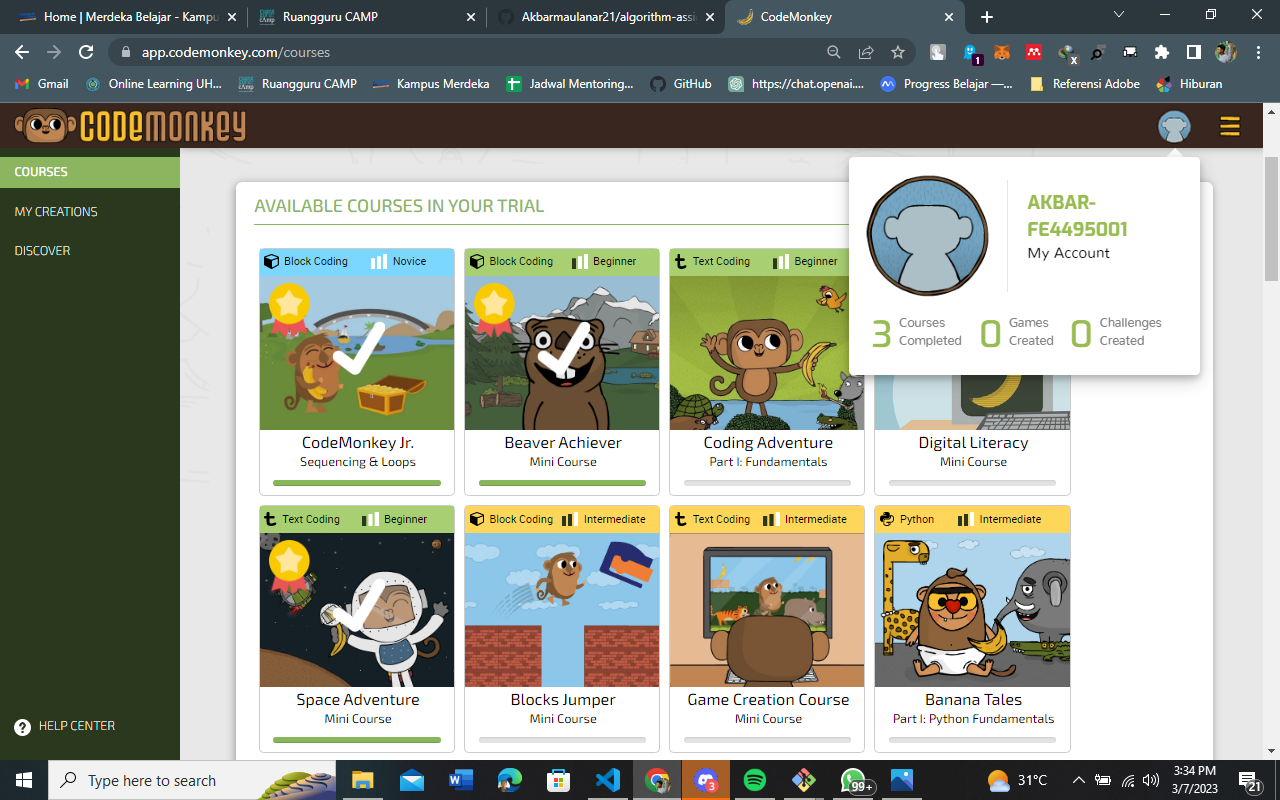 Home | Merdeka Belajar - Kampu
Ruangguru CAMP
Akbarmaulanar21/algorithm-assi
CodeMonkey
app.codemonkey.com/courses
1
X
Gmail
Online Learning UH...
Ruangguru CAMP
Kampus Merdeka
Jadwal Mentoring...
GitHub
https://chat.openai....
Progress Belajar —...
Referensi Adobe
Hiburan
CODEMONKEY
COURSES
MY CREATIONS
DISCOVER
HELP CENTER
AVAILABLE COURSES IN YOUR TRIAL
AKBAR-
FE4495001
My Account
3 Courses Completed
0 Games Created
0 Challenges Created
Block Coding Novice
CodeMonkey Jr.
Sequencing & Loops
Block Coding Beginner
Beaver Achiever
Mini Course
Text Coding Beginner
Coding Adventure
Part I: Fundamentals
Digital Literacy
Mini Course
Text Coding Beginner
Space Adventure
Mini Course
Block Coding Intermediate
Blocks Jumper
Mini Course
Text Coding Intermediate
Game Creation Course
Mini Course
Python Intermediate
Banana Tales
Part I: Python Fundamentals
Type here to search
3
99+
31°C
3:34 PM
3/7/2023
21